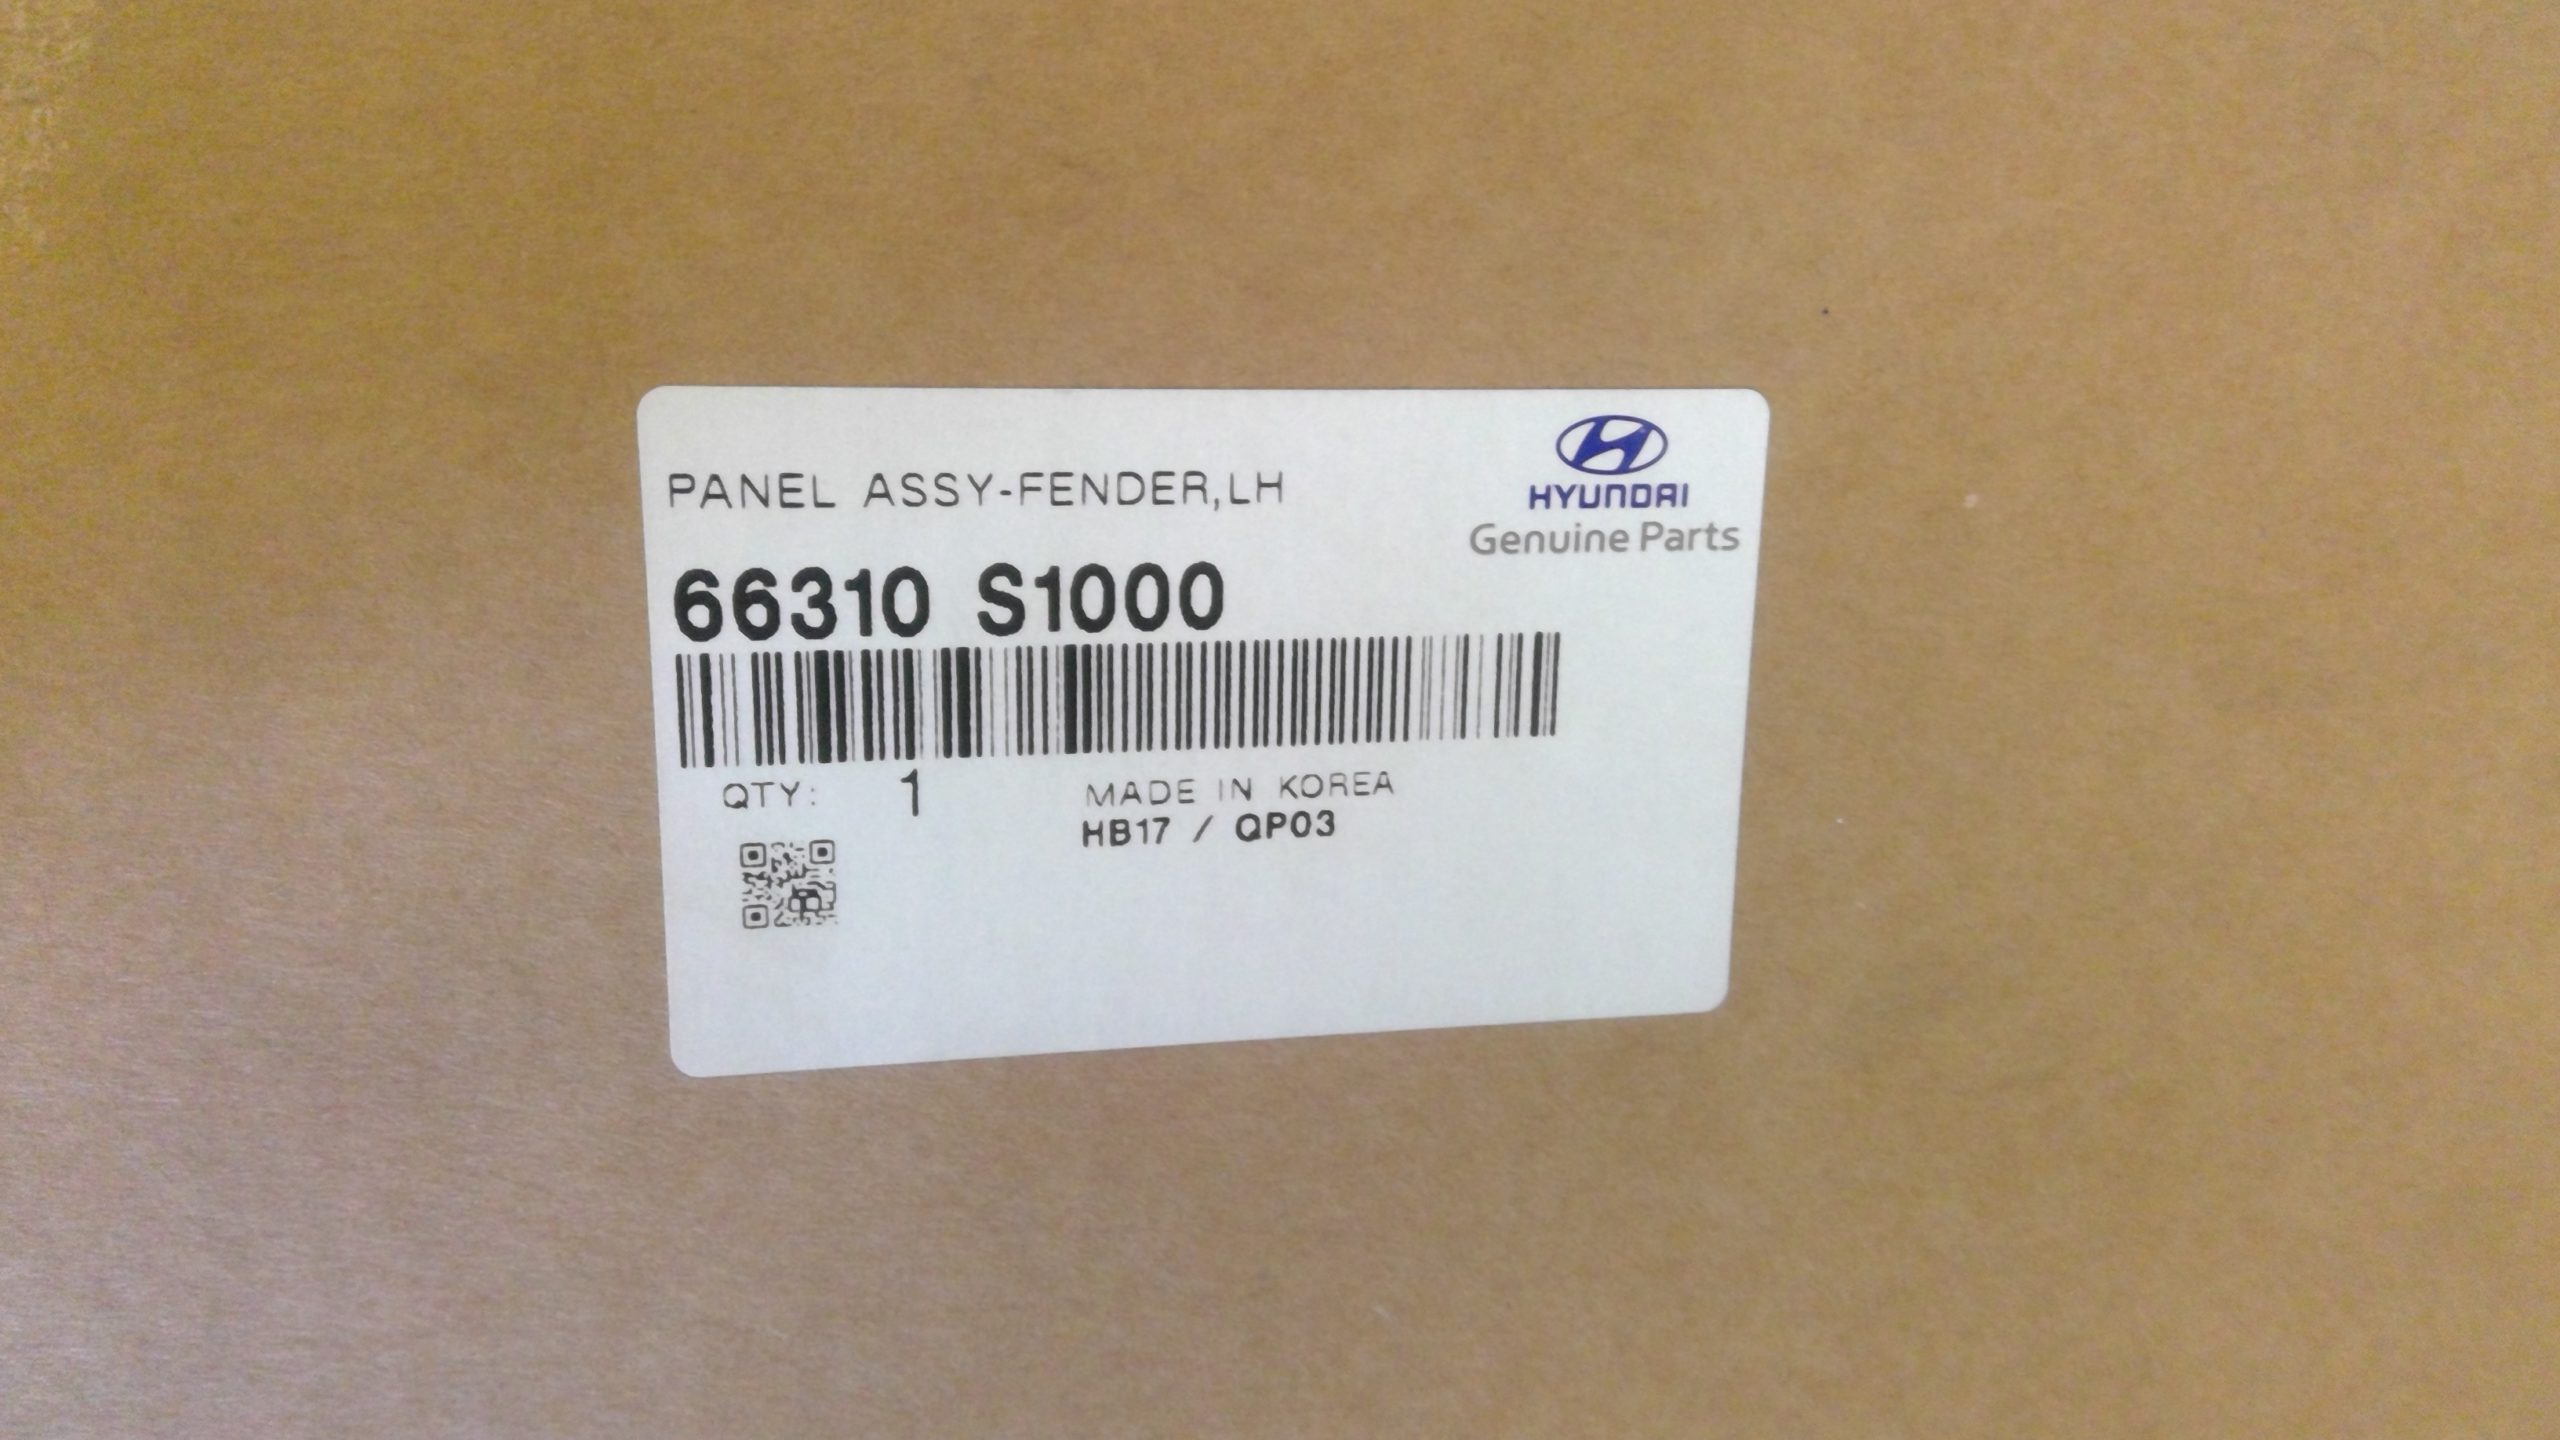 PANEL ASSY-FENDER,LH
HYUNDAI
Genuine Parts
66310 S1000
QTY: 1
MADE IN KOREA
HB17 / QP03